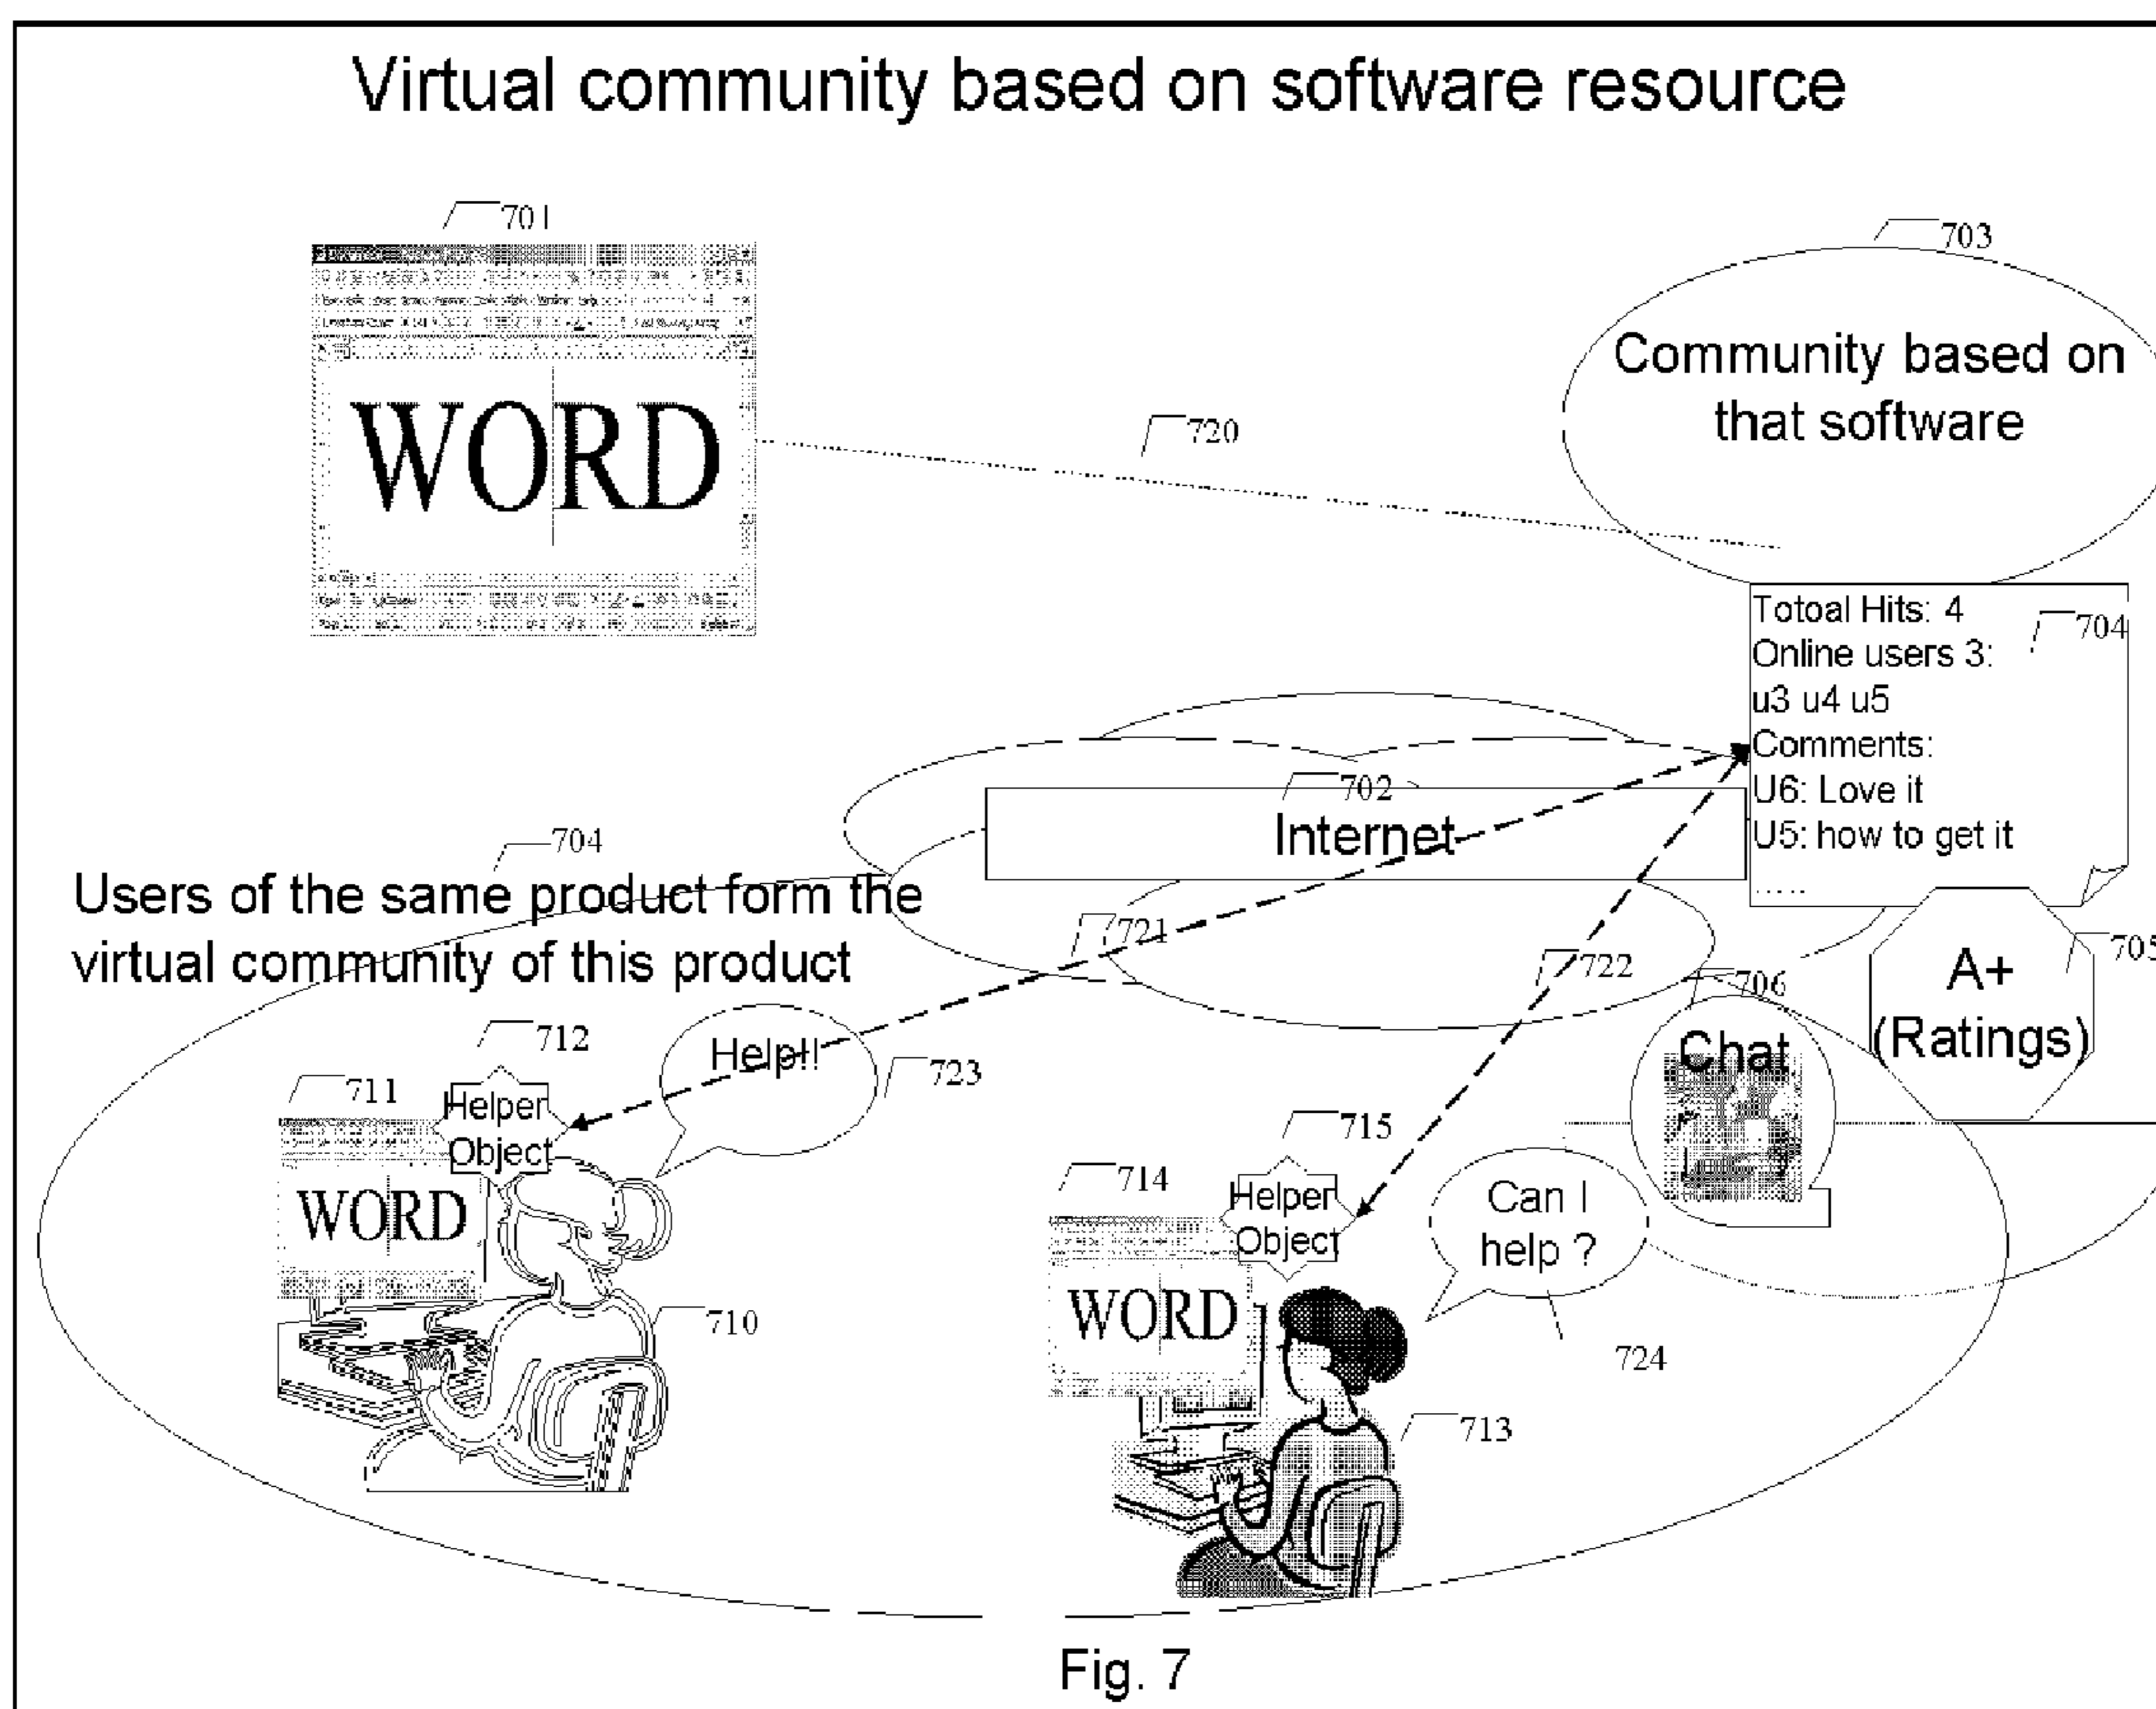 Virtual community based on software resource
701
703
WORD
Community based on
that software
720
Totoal Hits: 4
704
Online users 3:
u3 u4 u5
Comments:
U6: Love it
U5: how to get it
.....
702
Internet
704
Users of the same product form the
virtual community of this product
721
722
706
705
A+
(Ratings)
Chat
712
Help!!
723
711
Helper
Object
WORD
710
715
714
Helper
Object
Can I
help ?
WORD
724
713
Fig. 7